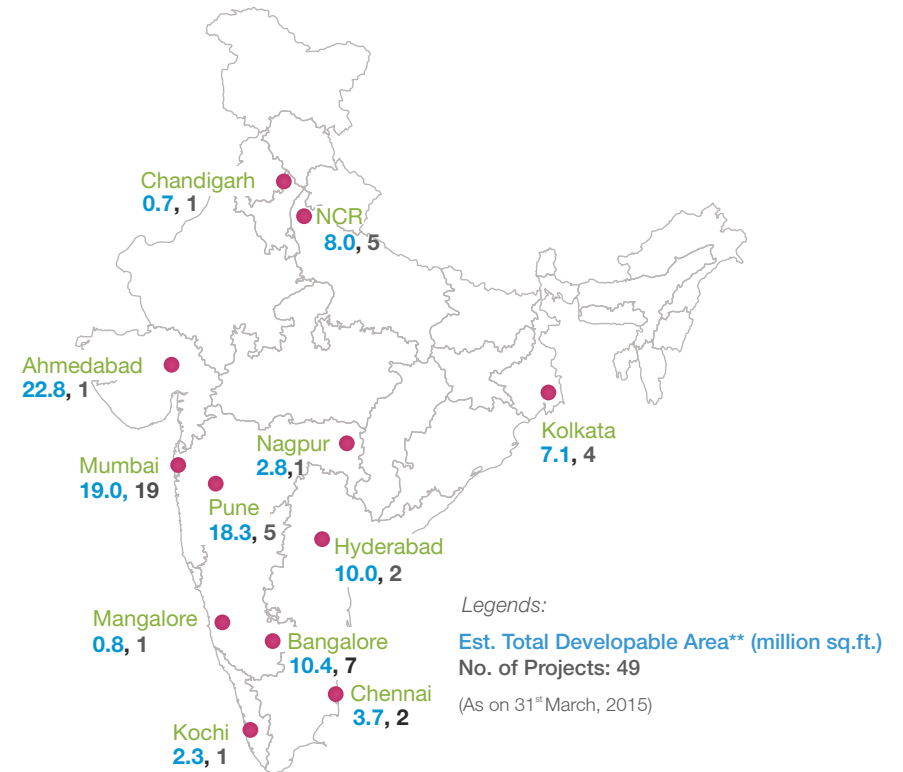 Chandigarh
0.7, 1
NCR
8.0, 5
Ahmedabad
22.8, 1
Kolkata
7.1, 4
Nagpur
2.8,1
Mumbai
19.0, 19
Pune
18.3, 5
Hyderabad
10.0, 2
Mangalore
0.8, 1
Bangalore
10.4, 7
Chennai
3.7, 2
Kochi
2.3, 1
Legends:
Est. Total Developable Area** (million sq.ft.)
No. of Projects: 49
(As on 31st March, 2015)